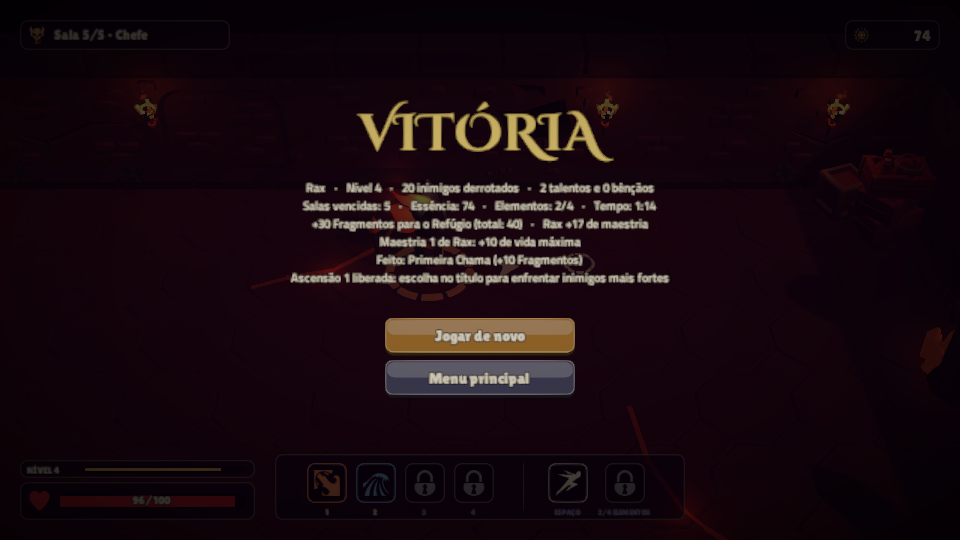 Sala 5/5 · Chefe
74
VITÓRIA
Rax · Nível 4 · 20 inimigos derrotados · 2 talentos e 0 bênçãos
Salas vencidas: 5 · Essência: 74 · Elementos: 2/4 · Tempo: 1:14
+30 Fragmentos para o Refúgio (total: 40) · Rax +17 de maestria
Maestria 1 de Rax: +10 de vida máxima
Feito: Primeira Chama (+10 Fragmentos)
Ascensão 1 liberada: escolha no título para enfrentar inimigos mais fortes
Jogar de novo
Menu principal
NÍVEL 4
96 / 100
1 2 3 4 ESPAÇO 2/4 ELEMENTOS